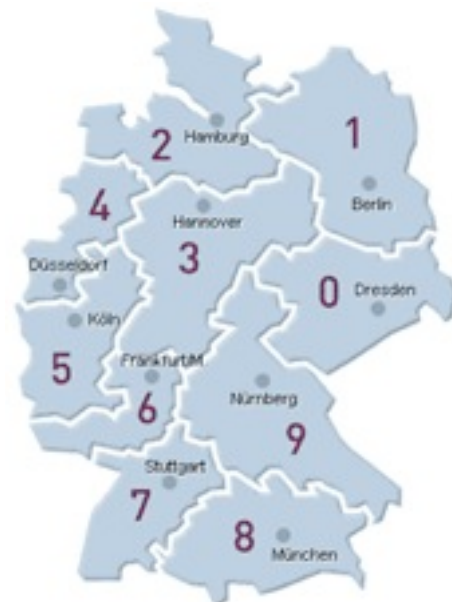 1
2
Hamburg
4
Berlin
Hannover
3
Düsseldorf
0
Dresden
Köln
5
Frankfurt/M
6
Nürnberg
9
Stuttgart
7
8
München